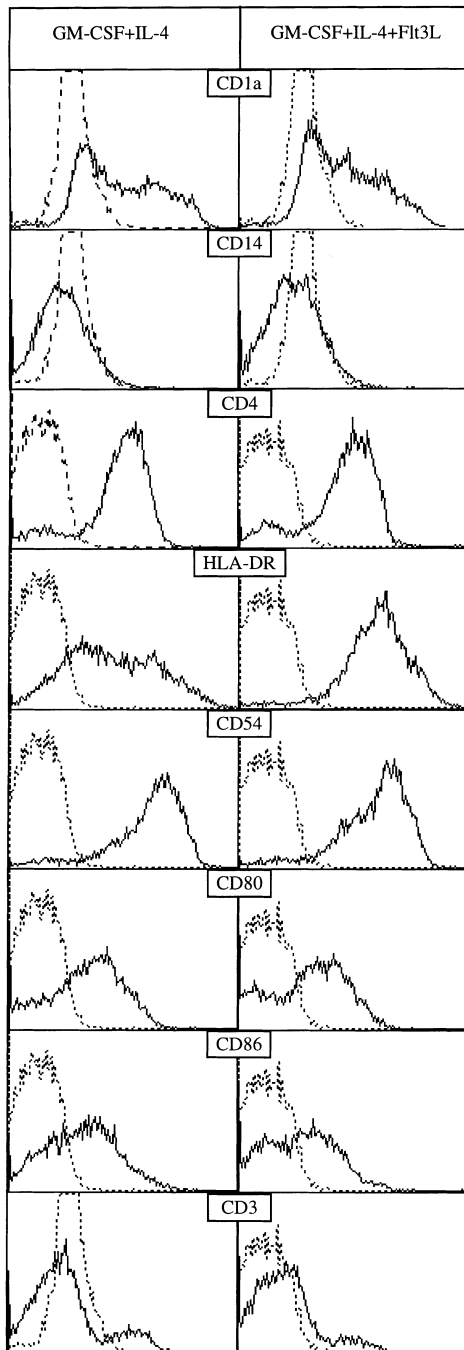 GM-CSF+IL-4
GM-CSF+IL-4+Flt3L
CD1a
CD14
CD4
HLA-DR
CD54
CD80
CD86
CD3